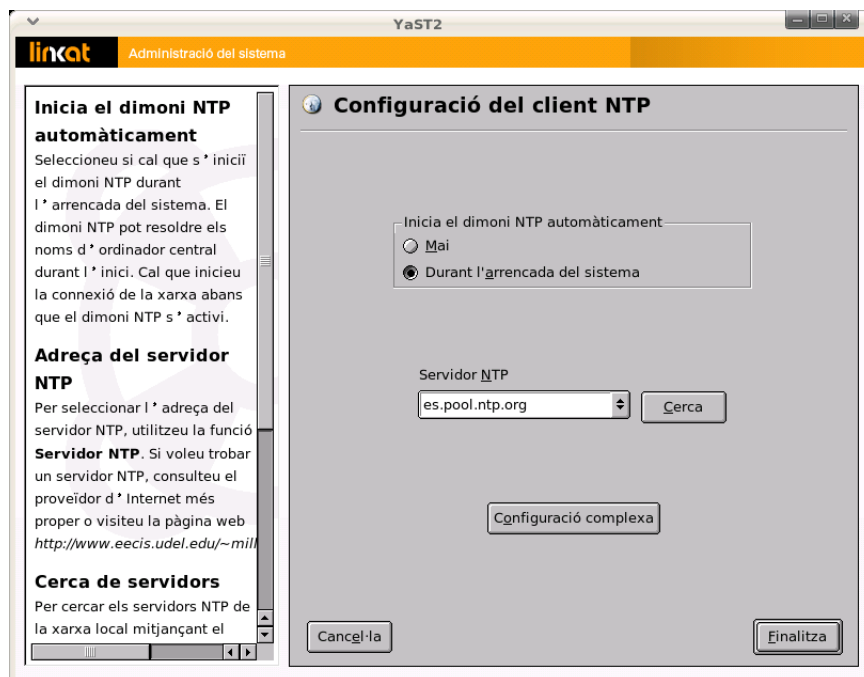 YaST2
linkat
Administració del sistema
Inicia el dimoni NTP
automàticament
Seleccioneu si cal que s’iniciï
el dimoni NTP durant
l’arrencada del sistema. El
dimoni NTP pot resoldre els
noms d’ordinador central
durant l’inici. Cal que inicieu
la connexió de la xarxa abans
que el dimoni NTP s’activi.
Adreça del servidor
NTP
Per seleccionar l’adreça del
servidor NTP, utilitzeu la funció
Servidor NTP. Si voleu trobar
un servidor NTP, consulteu el
proveïdor d’Internet més
proper o visiteu la pàgina web
http://www.eecis.udel.edu/~mill
Cerca de servidors
Per cercar els servidors NTP de
la xarxa local mitjançant el
Configuració del client NTP
Inicia el dimoni NTP automàticament
Mai
Durant l'arrencada del sistema
Servidor NTP
es.pool.ntp.org
Cerca
Configuració complexa
Cancel·la
Finalitza